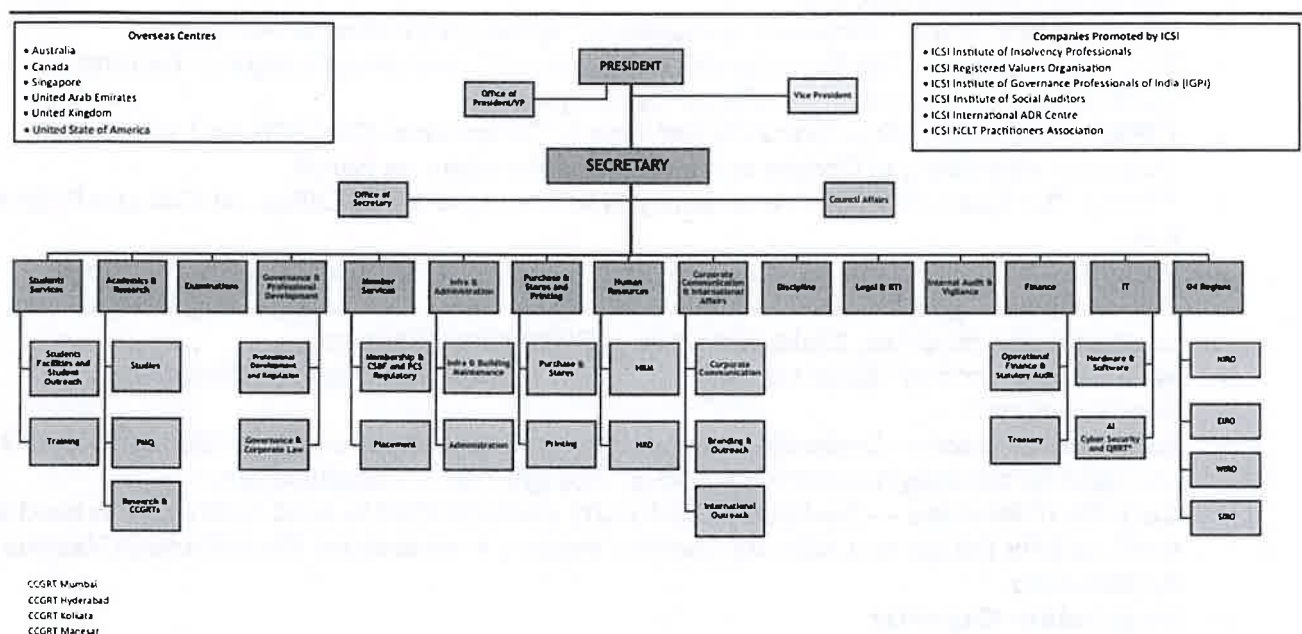 Overseas Centres
• Australia
• Canada
• Singapore
• United Arab Emirates
• United Kingdom
• United State of America
Companies Promoted by ICSI
• ICSI Institute of Insolvency Professionals
• ICSI Registered Valuers Organisation
• ICSI Institute of Governance Professionals of India (IGPI)
• ICSI Institute of Social Auditors
• ICSI International ADR Centre
• ICSI NCLT Practitioners Association
PRESIDENT
Office of
President/VP
Vice President
SECRETARY
Office of
Secretary
Council Affairs
Students
Services
Academics &
Research
Examinations
Governance &
Professional
Development
Member
Services
Infra &
Administration
Purchase &
Stores and
Printing
Human
Resources
Corporate
Communication
& International
Affairs
Discipline
Legal & RTI
Internal Audit &
Vigilance
Finance
IT
04 Regions
Students
Facilities and
Student
Outreach
Studies
Professional
Development
and Regulation
Membership &
CSBF and PCS
Regulatory
Infra & Building
Maintenance
Purchase &
Stores
HRM
Corporate
Communication
Operational
Finance &
Statutory Audit
Hardware &
Software
NIRO
Training
PMQ
Governance &
Corporate Law
Placement
Administration
Printing
HRD
Branding &
Outreach
Treasury
AI
Cyber Security
and
EIRO
WIRO
Research &
CCGRTs
International
Outreach
SIRO
CCGRT Mumbai
CCGRT Hyderabad
CCGRT Kolkata
CCGRT Manesar